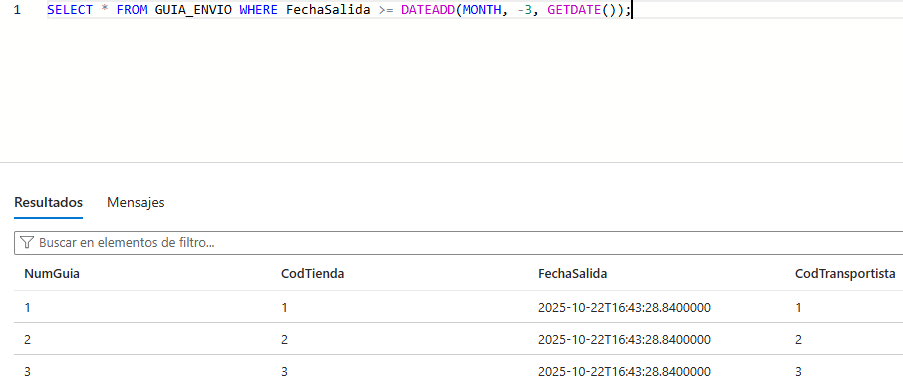 1 SELECT * FROM GUIA_ENVIO WHERE FechaSalida >= DATEADD(MONTH, -3, GETDATE());
Resultados Mensajes
Buscar en elementos de filtro...
NumGuia CodTienda FechaSalida CodTransportista
1 1 2025-10-22T16:43:28.8400000 1
2 2 2025-10-22T16:43:28.8400000 2
3 3 2025-10-22T16:43:28.8400000 3